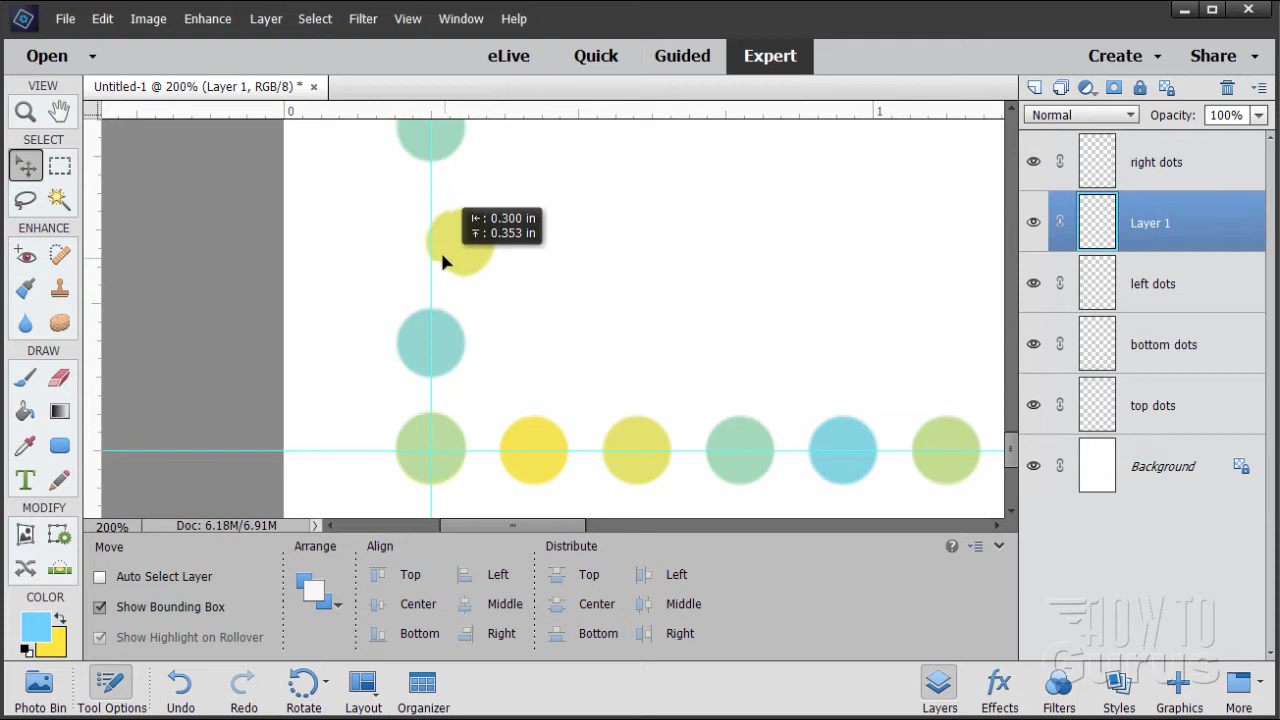 File Edit Image Enhance Layer Select Filter View Window Help
Open eLive Quick Guided Expert Create Share
VIEW
Untitled-1 @ 200% (Layer 1, RGB/8) *
0 1
Normal Opacity: 100%
SELECT
right dots
⇤: 0.300 in
⤒: 0.353 in
Layer 1
ENHANCE
left dots
bottom dots
DRAW
top dots
Background
T
MODIFY
200% Doc: 6.18M/6.91M
Move Arrange Align Distribute
Auto Select Layer Top Left Top Left
Show Bounding Box Center Middle Center Middle
COLOR
Show Highlight on Rollover Bottom Right Bottom Right
HOW TO
Gurus
fx
Photo Bin Tool Options Undo Redo Rotate Layout Organizer Layers Effects Filters Styles Graphics More